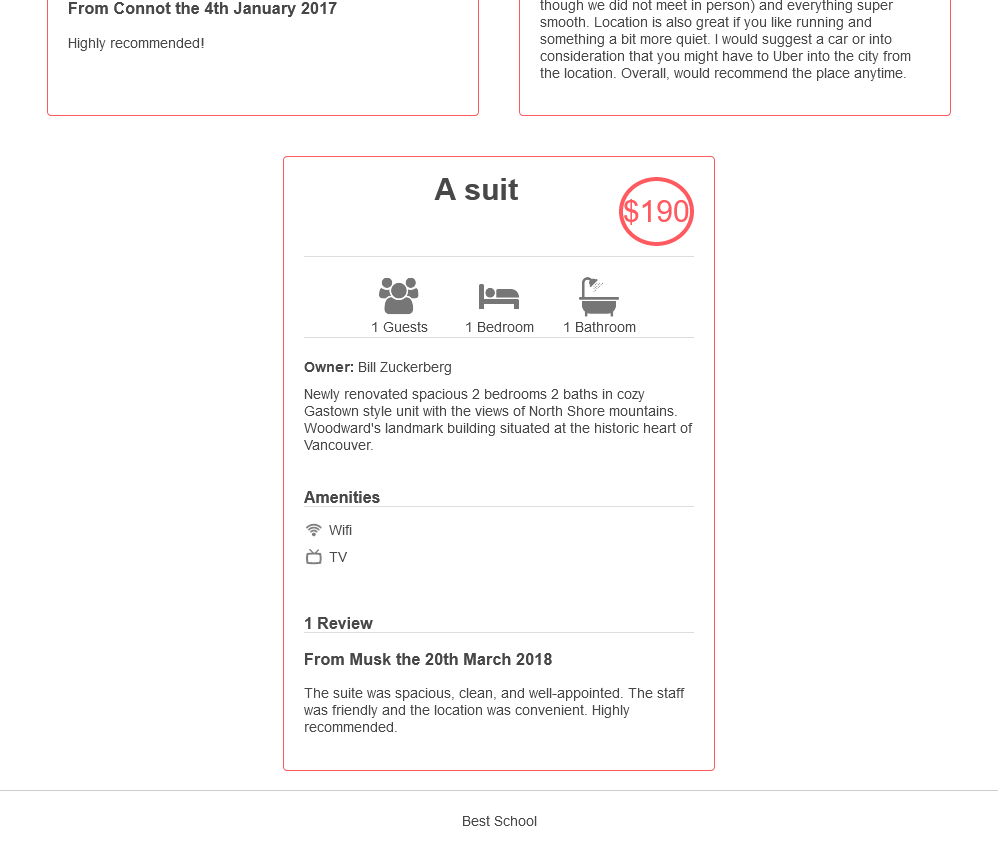 From Connot the 4th January 2017
Highly recommended!
though we did not meet in person) and everything super
smooth. Location is also great if you like running and
something a bit more quiet. I would suggest a car or into
consideration that you might have to Uber into the city from
the location. Overall, would recommend the place anytime.
A suit
$190
1 Guests
1 Bedroom
1 Bathroom
Owner: Bill Zuckerberg
Newly renovated spacious 2 bedrooms 2 baths in cozy
Gastown style unit with the views of North Shore mountains.
Woodward's landmark building situated at the historic heart of
Vancouver.
Amenities
Wifi
TV
1 Review
From Musk the 20th March 2018
The suite was spacious, clean, and well-appointed. The staff
was friendly and the location was convenient. Highly
recommended.
Best School